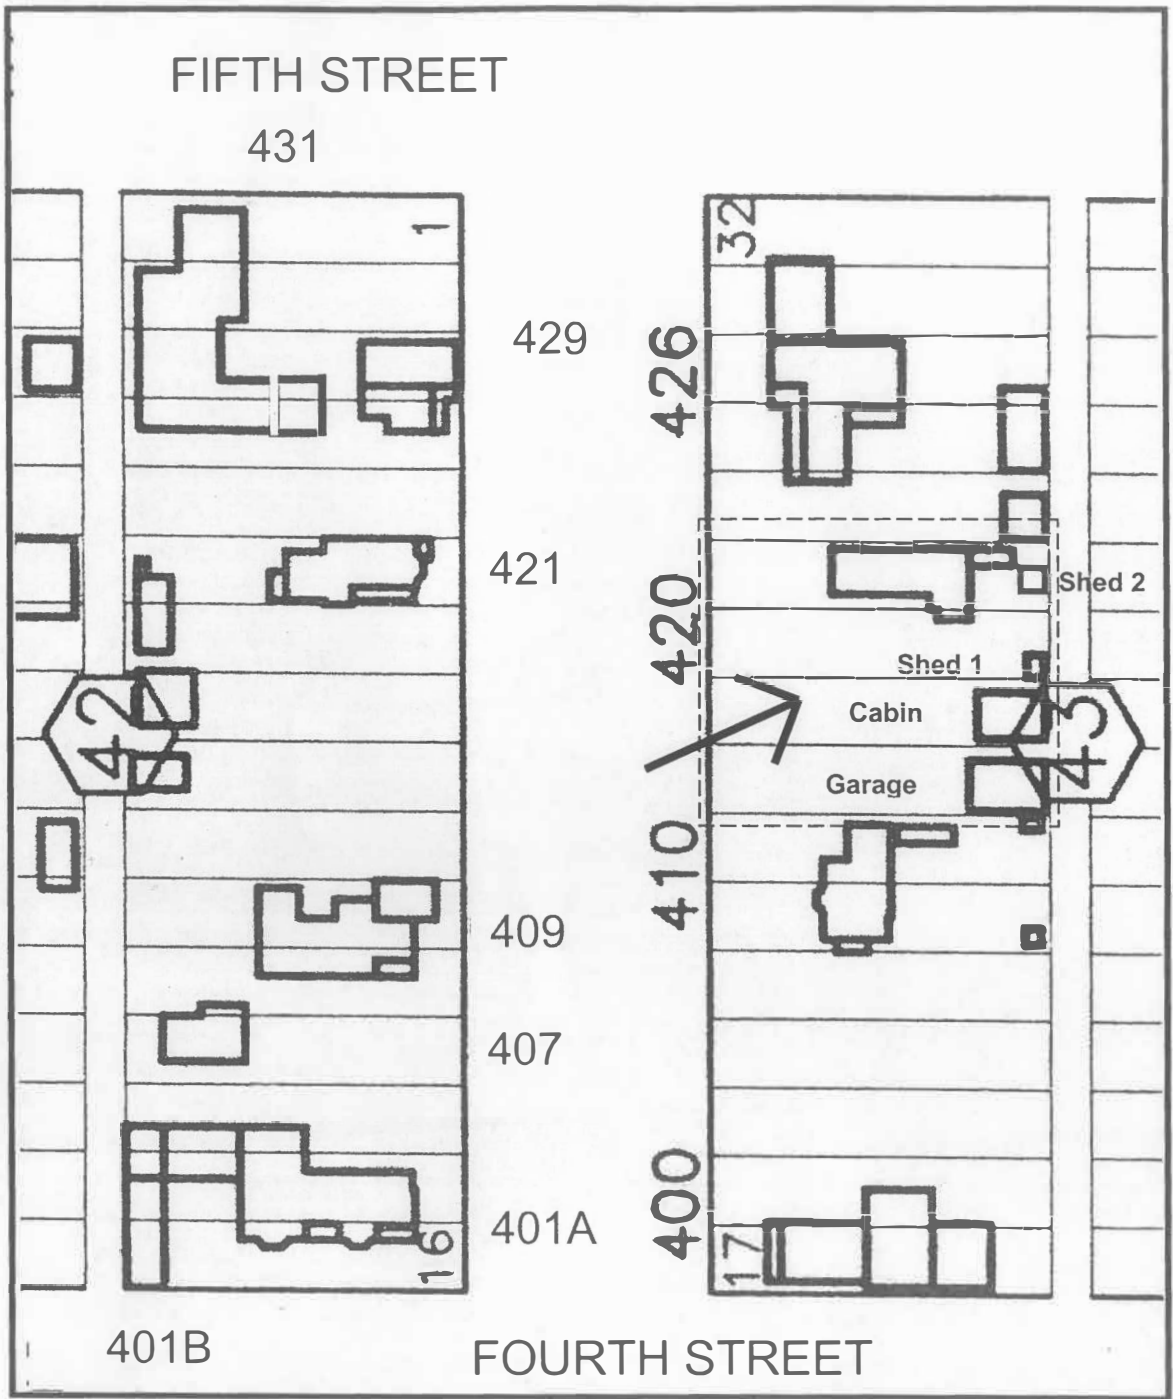 FIFTH STREET
431
1
32
429
426
421
420
Shed 2
Shed 1
Cabin
42
43
Garage
410
409
407
400
401A
16
17
401B
FOURTH STREET